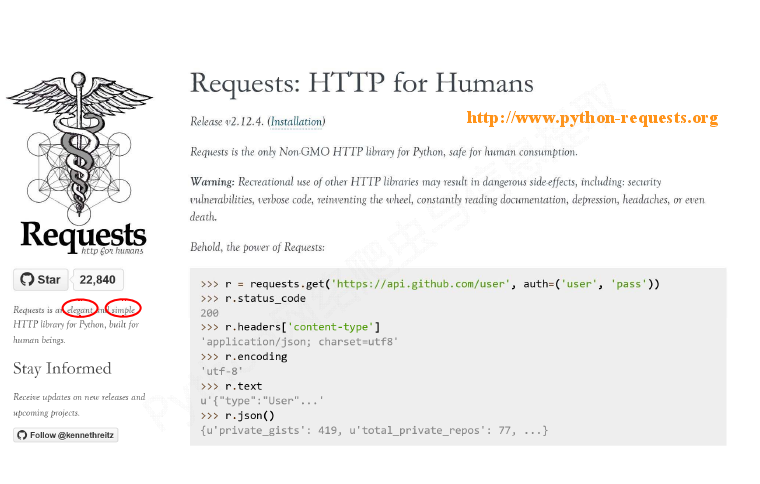 Requests
http for humans
Star 22,840
Requests is an elegant and simple
HTTP library for Python, built for
human beings.
Stay Informed
Receive updates on new releases and
upcoming projects.
Follow @kennethreitz
Requests: HTTP for Humans
Release v2.12.4. (Installation)
http://www.python-requests.org
Requests is the only Non-GMO HTTP library for Python, safe for human consumption.
Warning: Recreational use of other HTTP libraries may result in dangerous side-effects, including: security
vulnerabilities, verbose code, reinventing the wheel, constantly reading documentation, depression, headaches, or even
death.
Behold, the power of Requests:
>>> r = requests.get('https://api.github.com/user', auth=('user', 'pass'))
>>> r.status_code
200
>>> r.headers['content-type']
'application/json; charset=utf8'
>>> r.encoding
'utf-8'
>>> r.text
u'{"type":"User"...'
>>> r.json()
{u'private_gists': 419, u'total_private_repos': 77, ...}